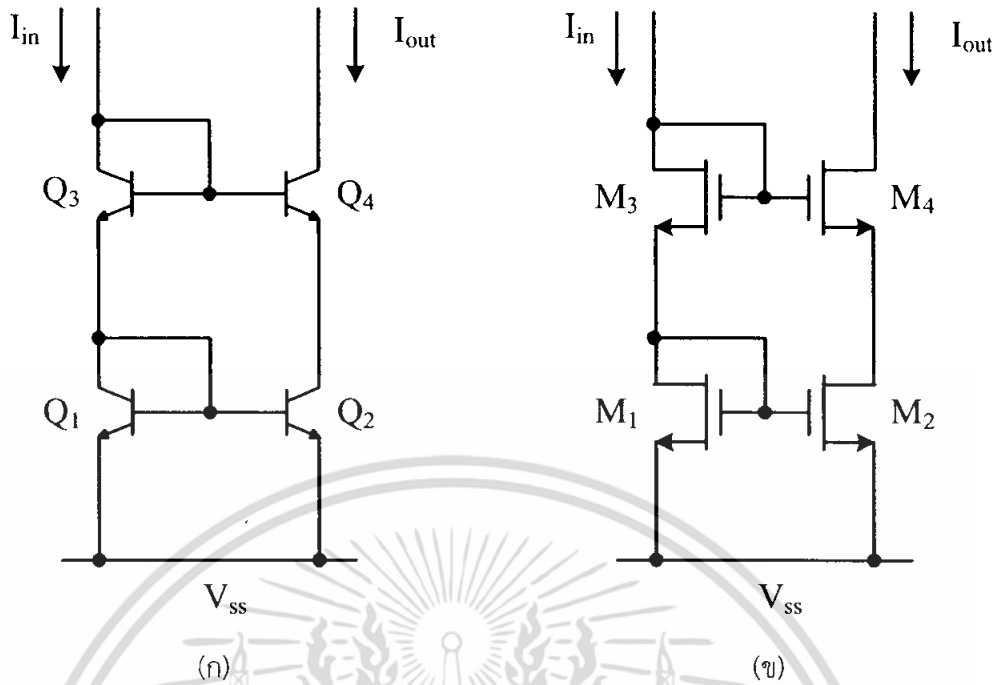 I_in
I_out
I_in
I_out
Q_3
Q_4
M_3
M_4
Q_1
Q_2
M_1
M_2
V_ss
V_ss
(ก)
(ข)